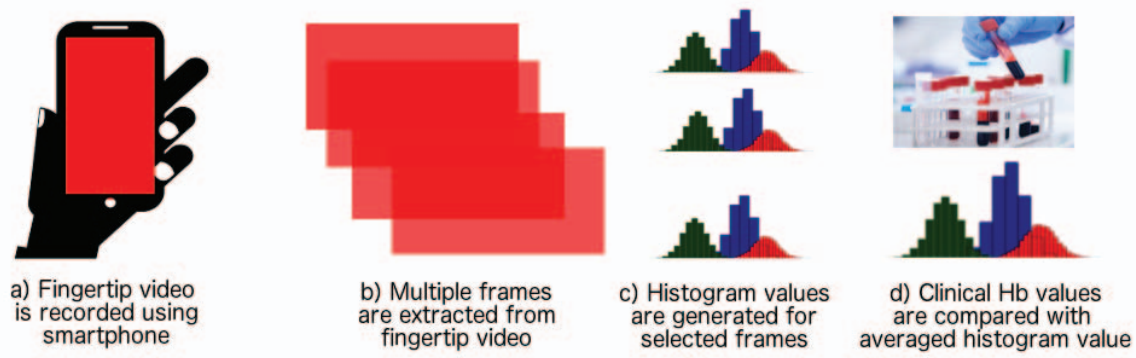 a) Fingertip video
is recorded using
smartphone
b) Multiple frames
are extracted from
fingertip video
c) Histogram values
are generated for
selected frames
d) Clinical Hb values
are compared with
averaged histogram value